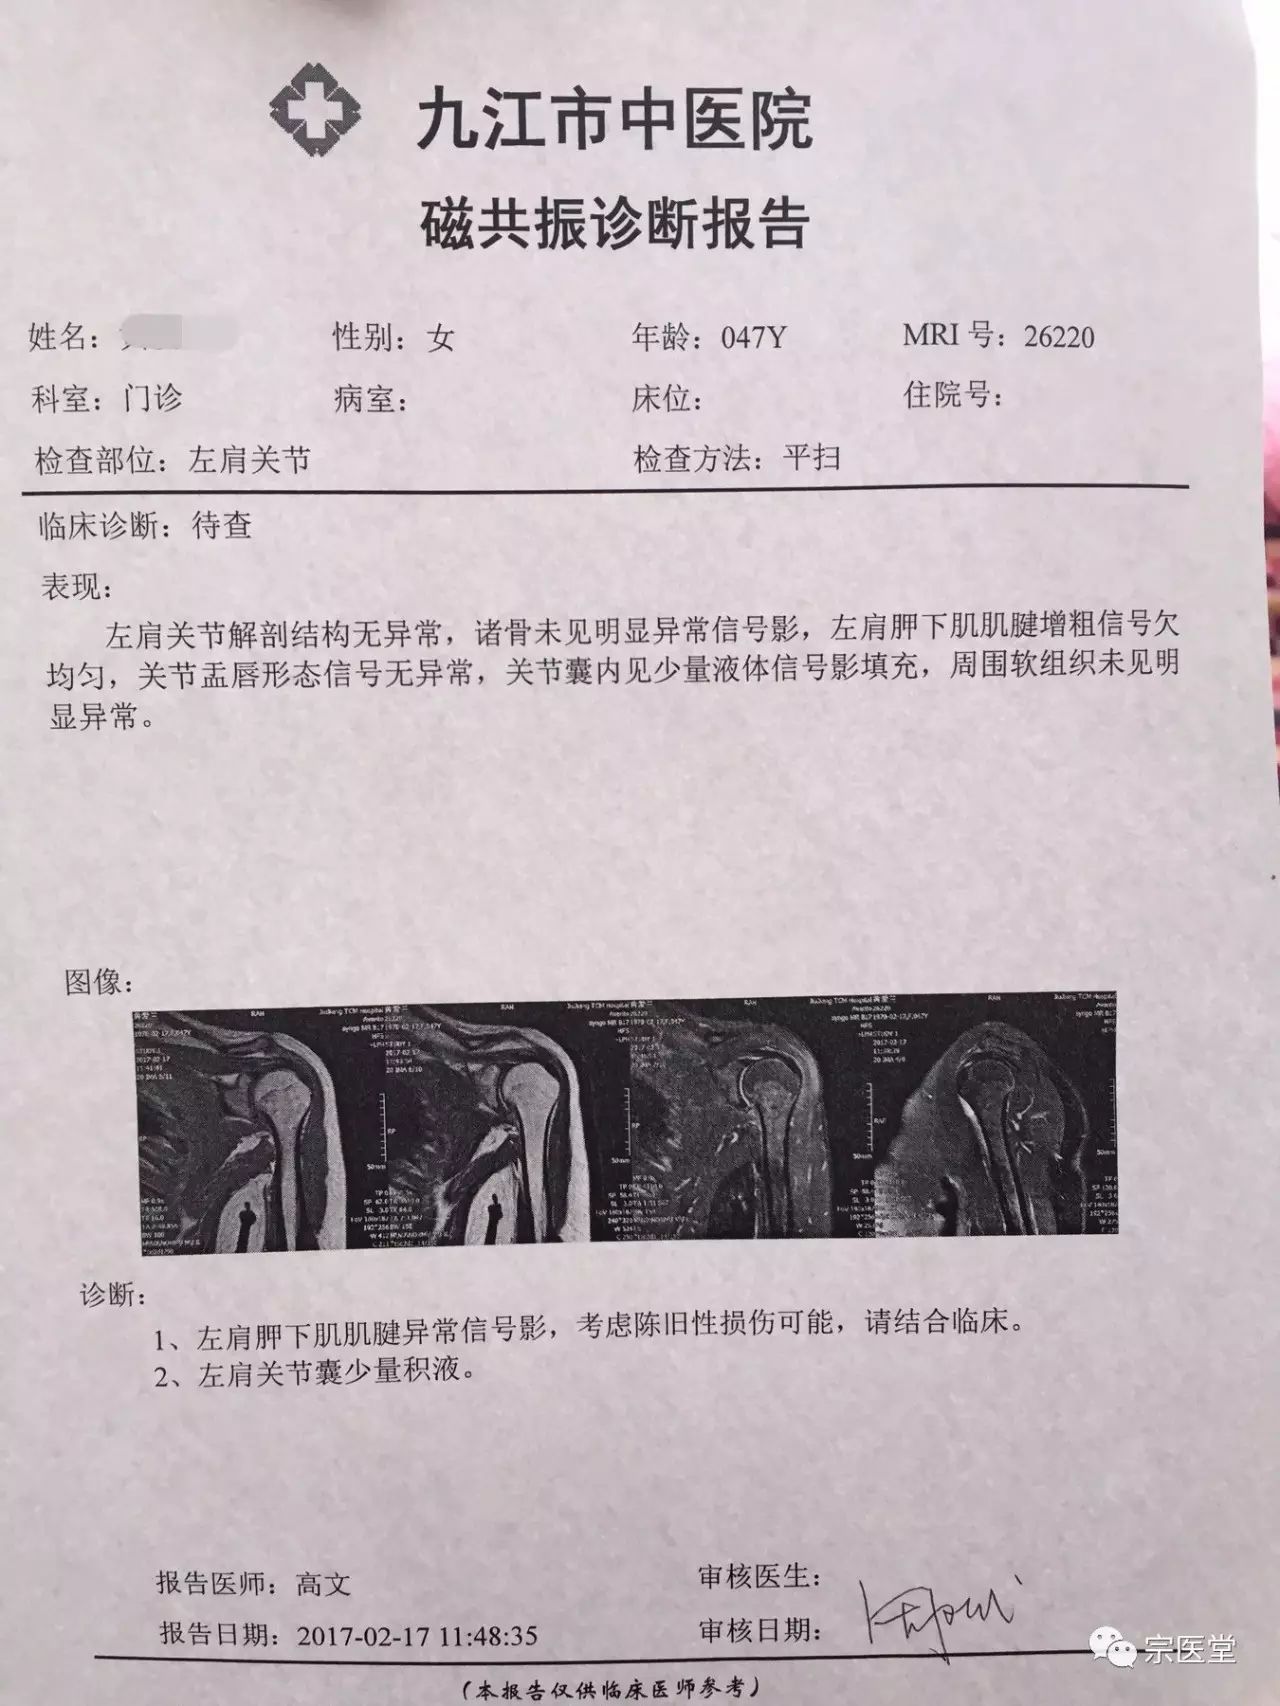 九江市中医院
磁共振诊断报告
姓名： 性别：女 年龄：047Y MRI 号：26220
科室：门诊 病室： 床位： 住院号：
检查部位：左肩关节 检查方法：平扫
临床诊断：待查
表现：
左肩关节解剖结构无异常，诸骨未见明显异常信号影，左肩胛下肌肌腱增粗信号欠
均匀，关节盂唇形态信号无异常，关节囊内见少量液体信号影填充，周围软组织未见明
显异常。
图像：
诊断：
1、左肩胛下肌肌腱异常信号影，考虑陈旧性损伤可能，请结合临床。
2、左肩关节囊少量积液。
报告医师：高文 审核医生：
报告日期：2017-02-17 11:48:35 审核日期：
宗医堂
（本报告仅供临床医师参考）